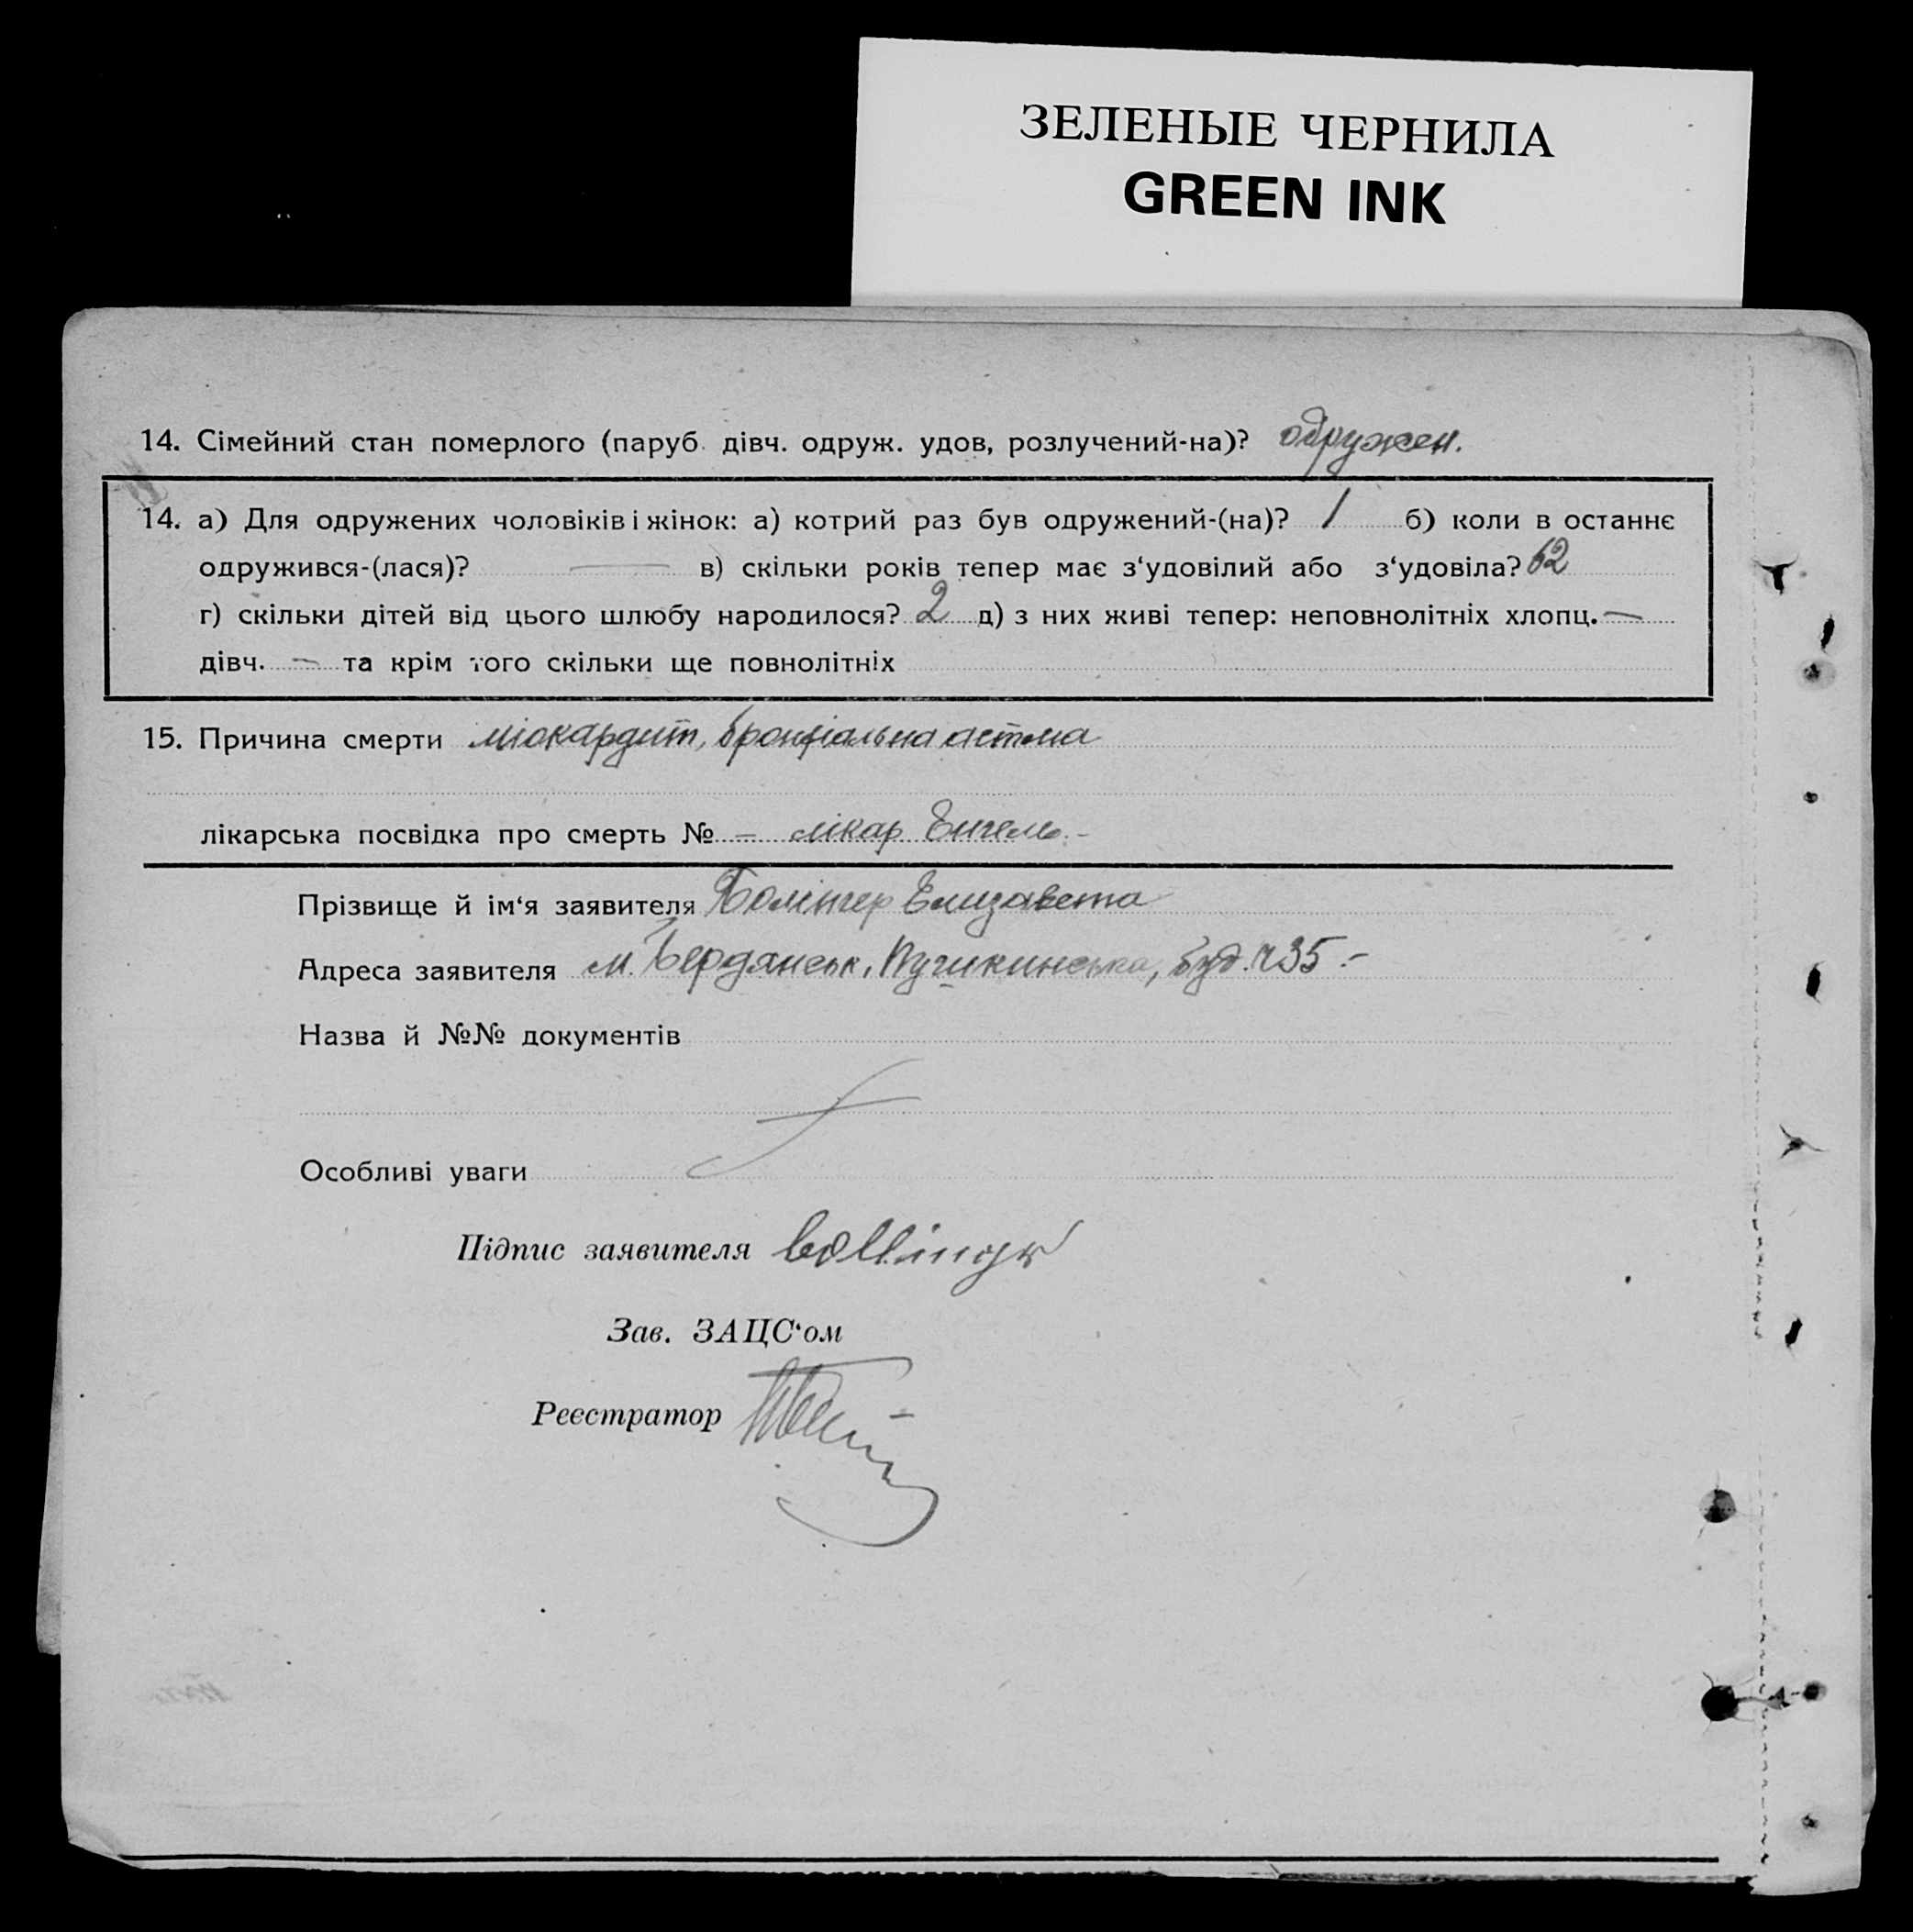 ЗЕЛЕНЫЕ ЧЕРНИЛА
GREEN INK
14. Сімейний стан померлого (паруб. дівч. одруж. удов, розлучений-на)? одружен.
14. а) Для одружених чоловіків і жінок: а) котрий раз був одружений-(на)? 1 б) коли в останнє
одружився-(лася)? — в) скільки років тепер має з‘удовілий або з‘удовіла? 62
г) скільки дітей від цього шлюбу народилося? 2 д) з них живі тепер: неповнолітніх хлопц. —
дівч. — та крім того скільки ще повнолітніх
15. Причина смерти міокардит, бронхіальна астма
лікарська посвідка про смерть № — лікар Енгель. –
Прізвище й ім‘я заявителя Болінгер Елизавета
Адреса заявителя м. Бердянськ, Пушкинська, буд. ч 35 –
Назва й №№ документів
Особливі уваги
Підпис заявителя Bollinger
Зав. ЗАЦС‘ом
Реєстратор